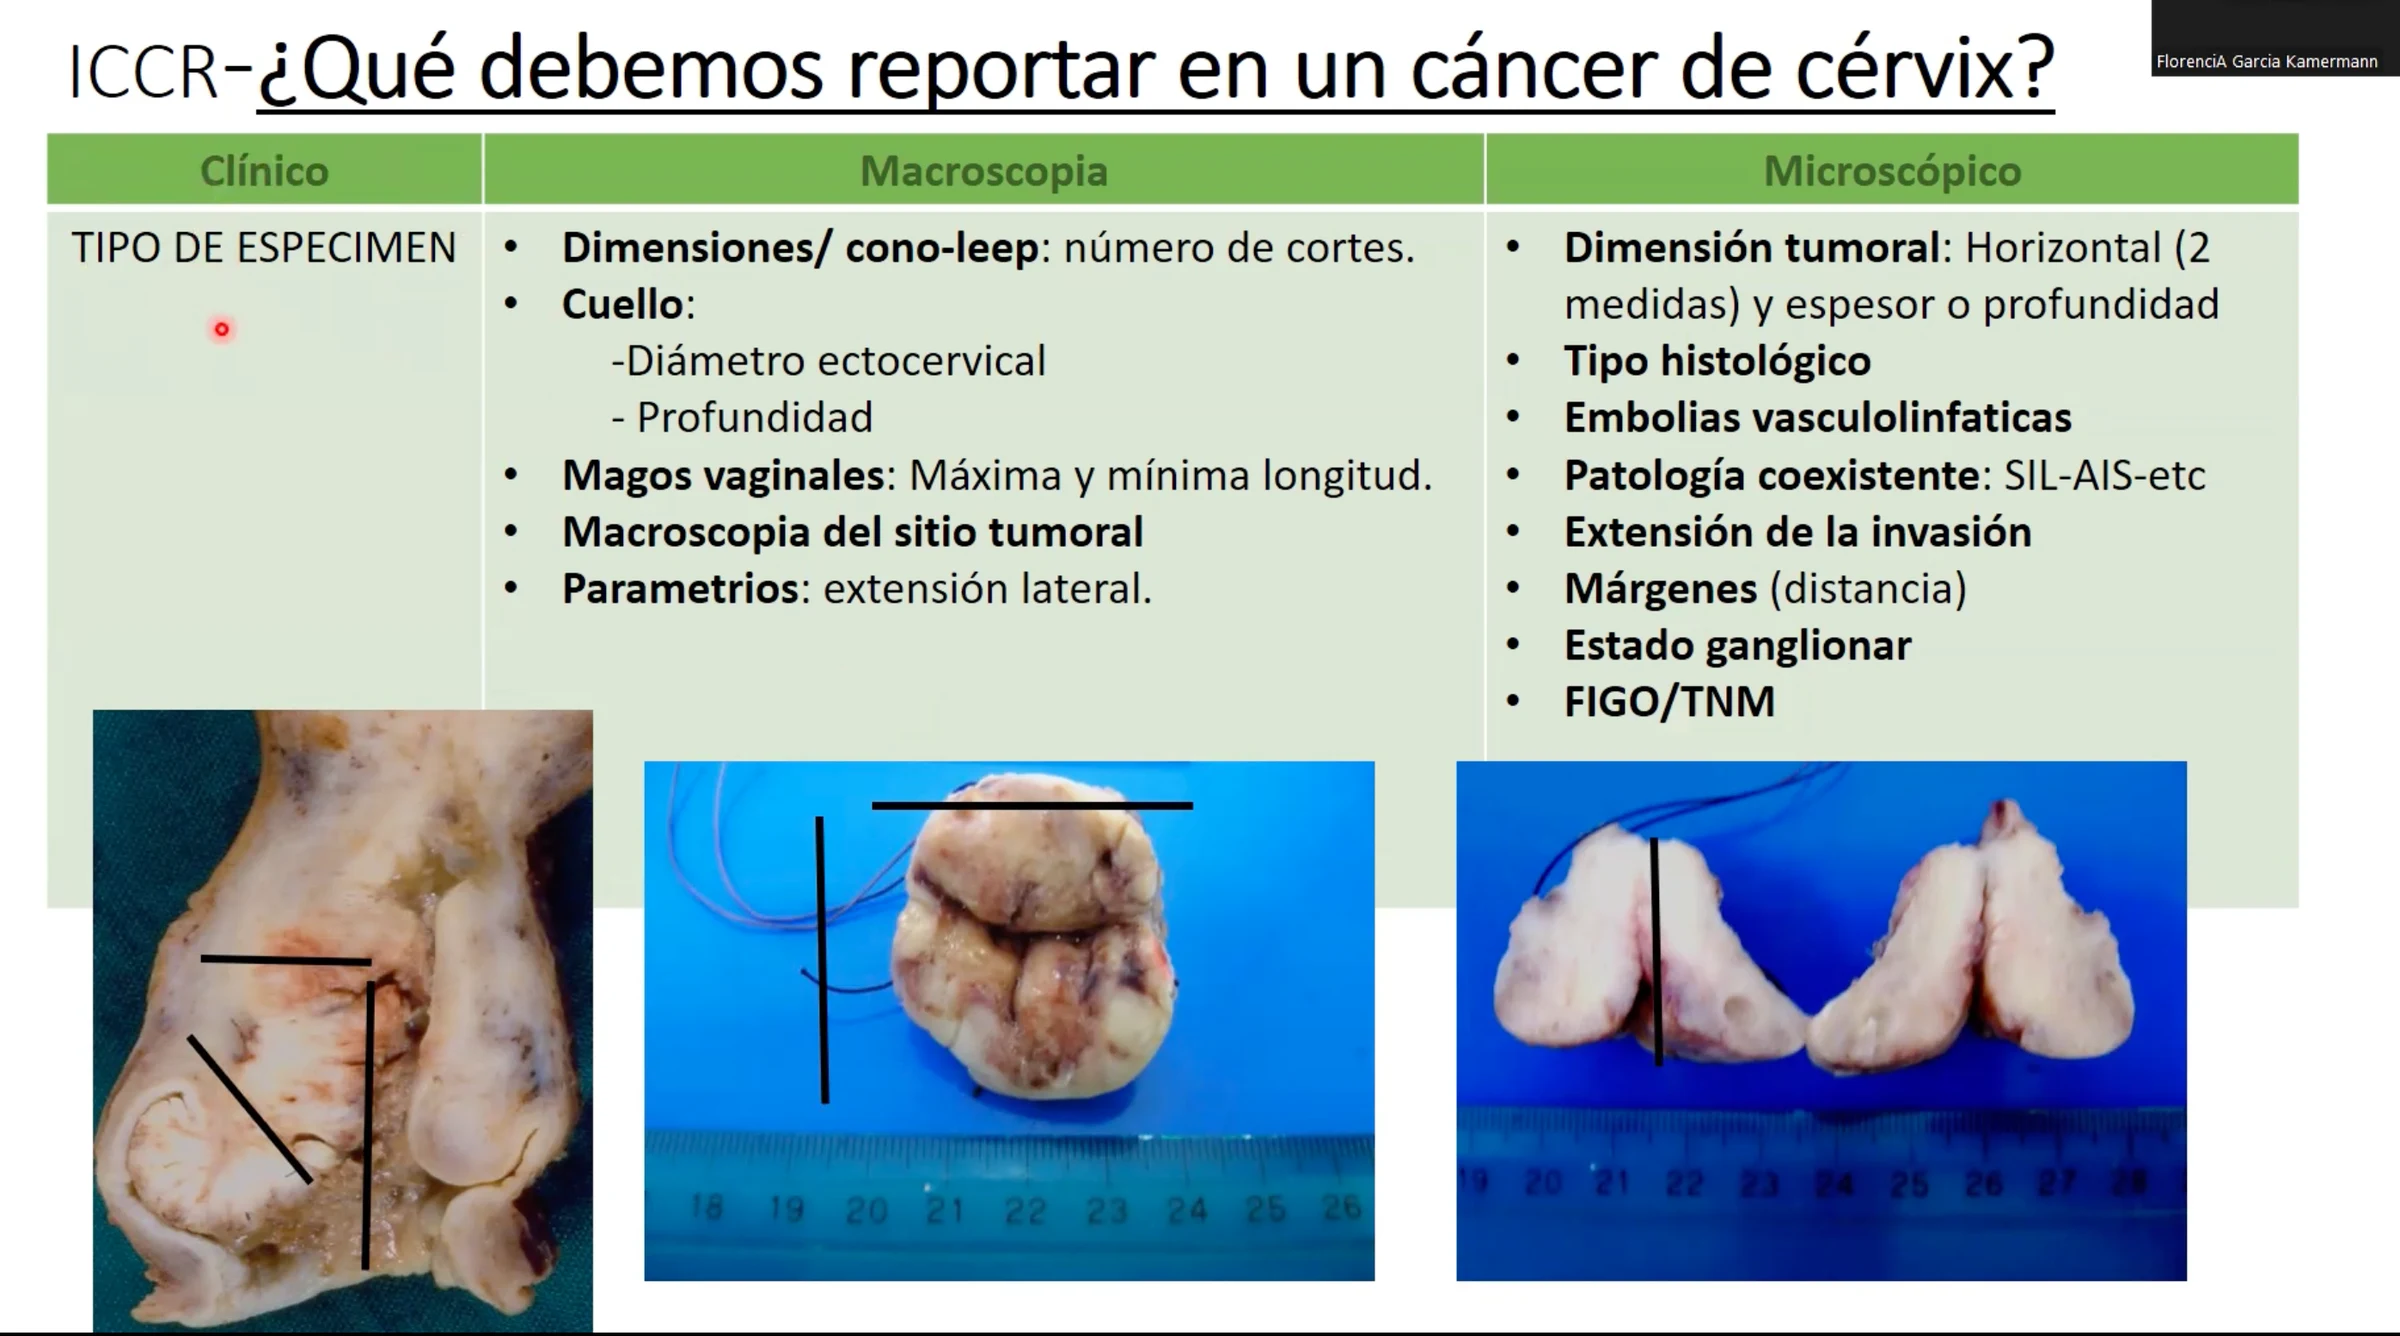 ICCR-¿Qué debemos reportar en un cáncer de cérvix?
FlorenciA Garcia Kamermann
Clínico
Macroscopia
Microscópico
TIPO DE ESPECIMEN
• Dimensiones/ cono-leep: número de cortes.
• Cuello:
-Diámetro ectocervical
- Profundidad
• Magos vaginales: Máxima y mínima longitud.
• Macroscopia del sitio tumoral
• Parametrios: extensión lateral.
• Dimensión tumoral: Horizontal (2
medidas) y espesor o profundidad
• Tipo histológico
• Embolias vasculolinfaticas
• Patología coexistente: SIL-AIS-etc
• Extensión de la invasión
• Márgenes (distancia)
• Estado ganglionar
• FIGO/TNM
18 19 20 21 22 23 24 25 26
19 20 21 22 23 24 25 26 27 28